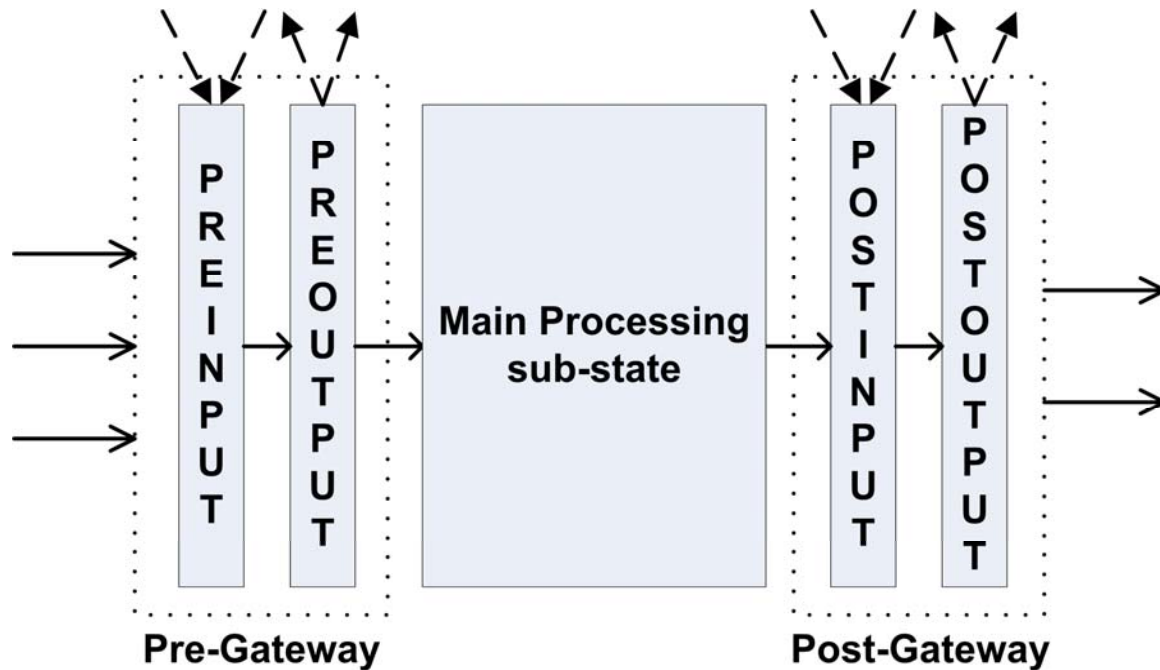 PREINPUT
PREOUTPUT
Main Processing
sub-state
POSTINPUT
POSTOUTPUT
Pre-Gateway
Post-Gateway